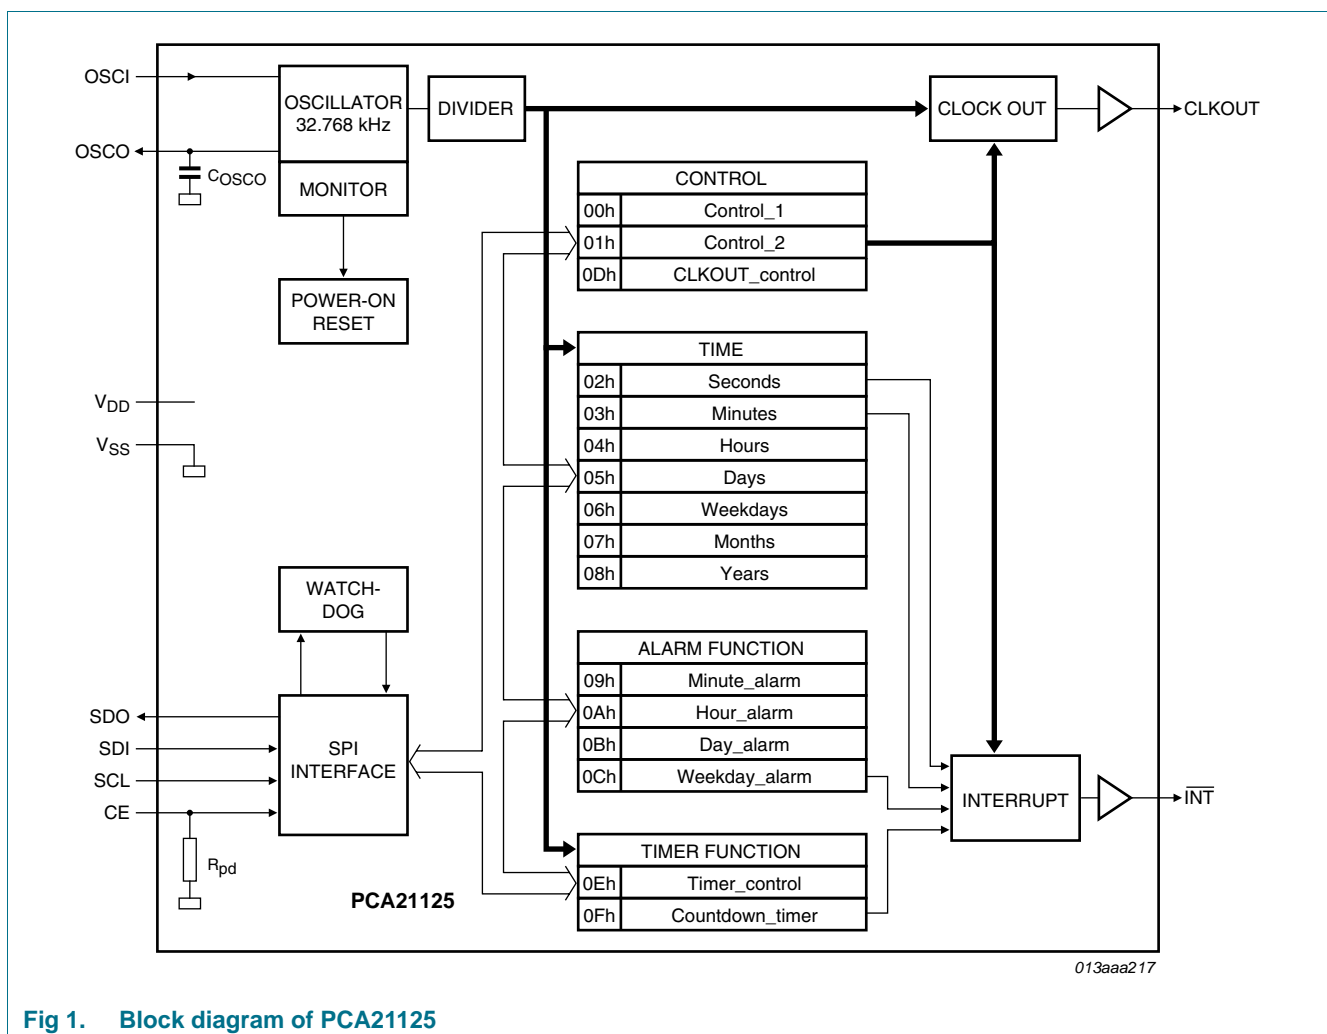 OSCI
OSCO
OSCILLATOR
32.768 kHz
MONITOR
DIVIDER
CLOCK OUT
CLKOUT
COSCO
POWER-ON
RESET
VDD
VSS
CONTROL
00h Control_1
01h Control_2
0Dh CLKOUT_control
TIME
02h Seconds
03h Minutes
04h Hours
05h Days
06h Weekdays
07h Months
08h Years
WATCH-
DOG
SDO
SDI
SCL
CE
SPI
INTERFACE
Rpd
PCA21125
ALARM FUNCTION
09h Minute_alarm
0Ah Hour_alarm
0Bh Day_alarm
0Ch Weekday_alarm
TIMER FUNCTION
0Eh Timer_control
0Fh Countdown_timer
INTERRUPT
INT
013aaa217
Fig 1. Block diagram of PCA21125